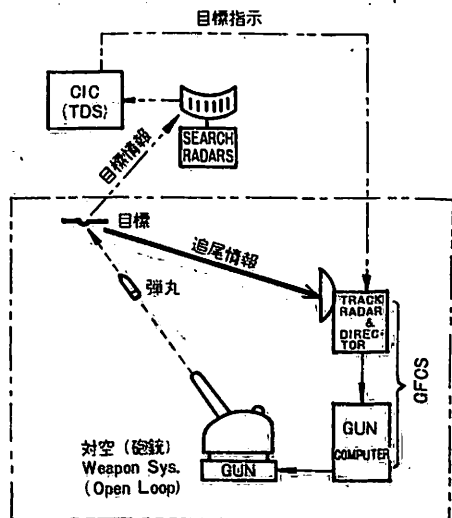 目標指示
CIC
(TDS)
SEARCH
RADARS
目標情報
目標
追尾情報
弾丸
TRACK
RADAR
&
DIREC-
TOR
GFCS
GUN
COMPUTER
対空(砲銃)
Weapon Sys.
(Open Loop)
GUN